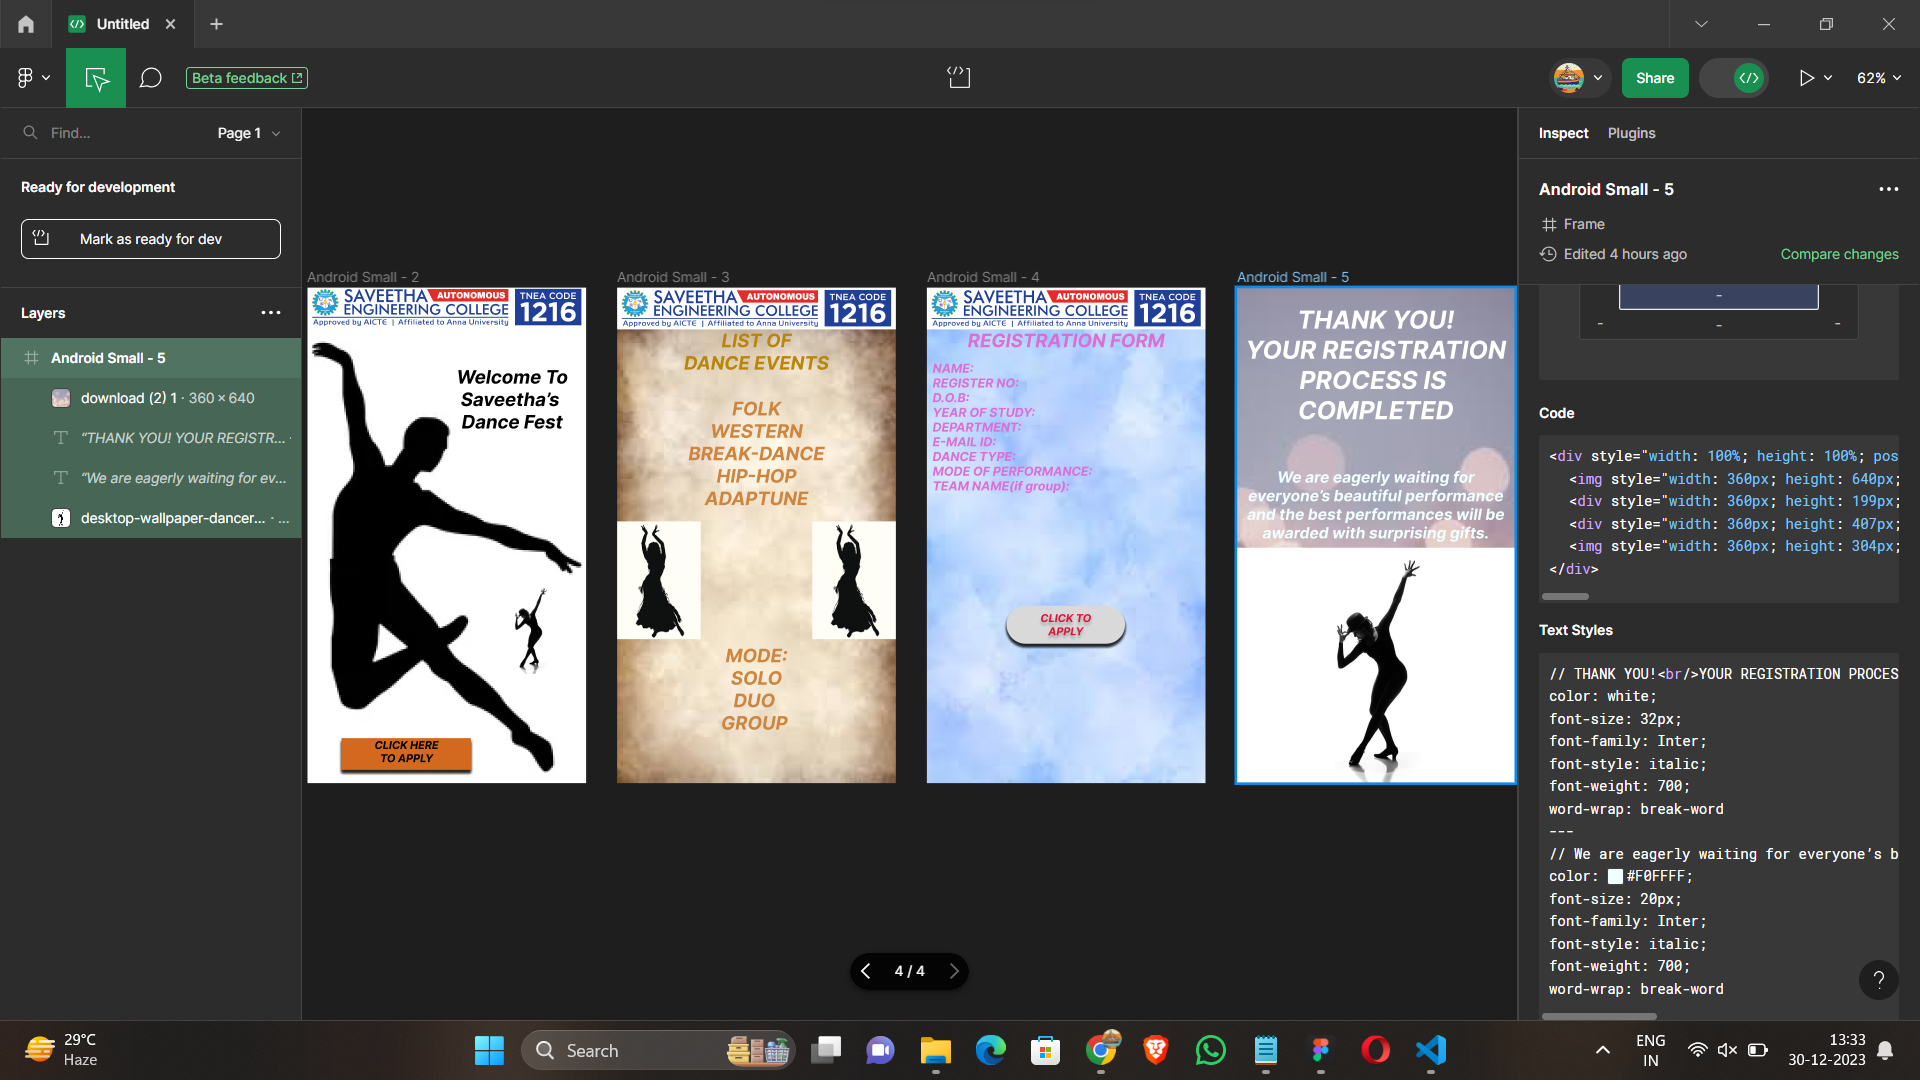 Untitled
Beta feedback
Share
62%
Find...
Page 1
Ready for development
Mark as ready for dev
Layers
Android Small - 5
download (2) 1 · 360 × 640
“THANK YOU! YOUR REGISTR...
“We are eagerly waiting for ev...
desktop-wallpaper-dancer... · ...
Android Small - 2
SAVEETHA AUTONOMOUS
ENGINEERING COLLEGE
Approved by AICTE | Affiliated to Anna University
TNEA CODE
1216
Welcome To
Saveetha’s
Dance Fest
CLICK HERE
TO APPLY
Android Small - 3
SAVEETHA AUTONOMOUS
ENGINEERING COLLEGE
Approved by AICTE | Affiliated to Anna University
TNEA CODE
1216
LIST OF
DANCE EVENTS
FOLK
WESTERN
BREAK-DANCE
HIP-HOP
ADAPTUNE
MODE:
SOLO
DUO
GROUP
Android Small - 4
SAVEETHA AUTONOMOUS
ENGINEERING COLLEGE
Approved by AICTE | Affiliated to Anna University
TNEA CODE
1216
REGISTRATION FORM
NAME:
REGISTER NO:
D.O.B:
YEAR OF STUDY:
DEPARTMENT:
E-MAIL ID:
DANCE TYPE:
MODE OF PERFORMANCE:
TEAM NAME(if group):
CLICK TO
APPLY
Android Small - 5
THANK YOU!
YOUR REGISTRATION
PROCESS IS
COMPLETED
We are eagerly waiting for
everyone’s beautiful performance
and the best performances will be
awarded with surprising gifts.
4 / 4
Inspect Plugins
Android Small - 5
Frame
Edited 4 hours ago
Compare changes
Code
<div style="width: 100%; height: 100%; pos
<img style="width: 360px; height: 640px;
<div style="width: 360px; height: 199px;
<div style="width: 360px; height: 407px;
<img style="width: 360px; height: 304px;
</div>
Text Styles
// THANK YOU!<br/>YOUR REGISTRATION PROCES
color: white;
font-size: 32px;
font-family: Inter;
font-style: italic;
font-weight: 700;
word-wrap: break-word
---
// We are eagerly waiting for everyone’s b
color: #F0FFFF;
font-size: 20px;
font-family: Inter;
font-style: italic;
font-weight: 700;
word-wrap: break-word
?
29°C
Haze
Search
ENG
IN
13:33
30-12-2023